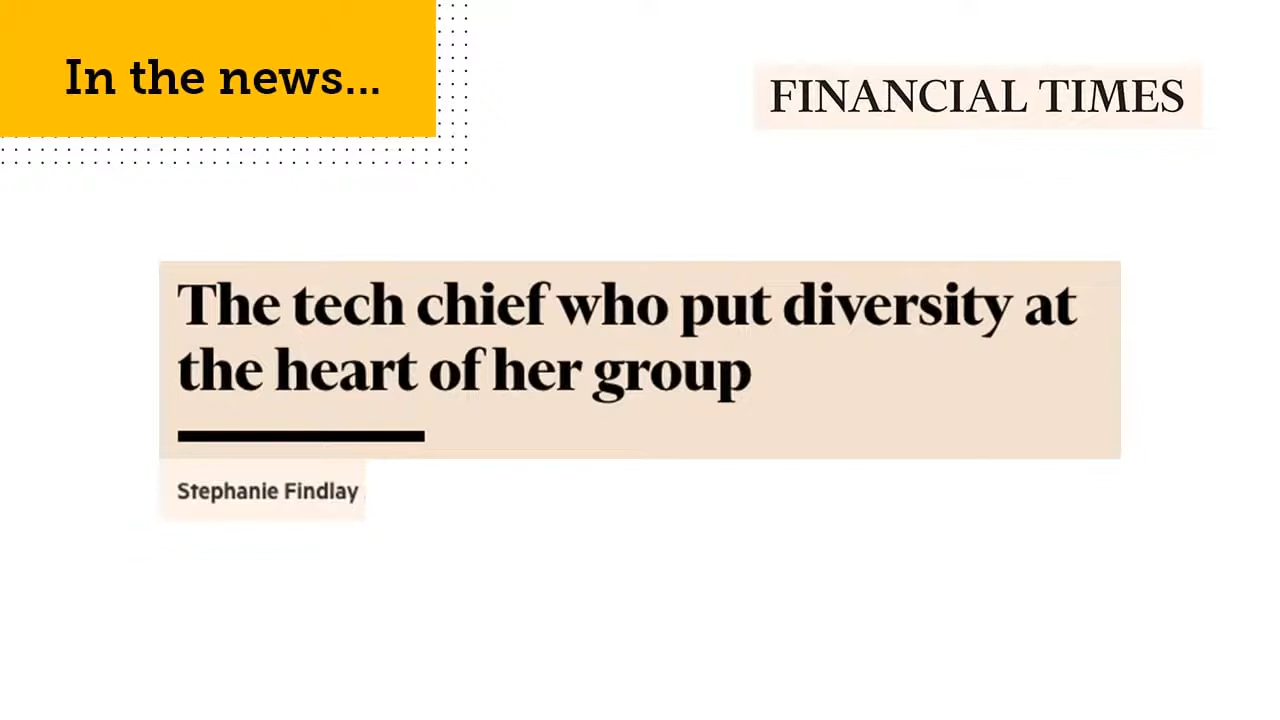 In the news...
FINANCIAL TIMES
The tech chief who put diversity at
the heart of her group
Stephanie Findlay